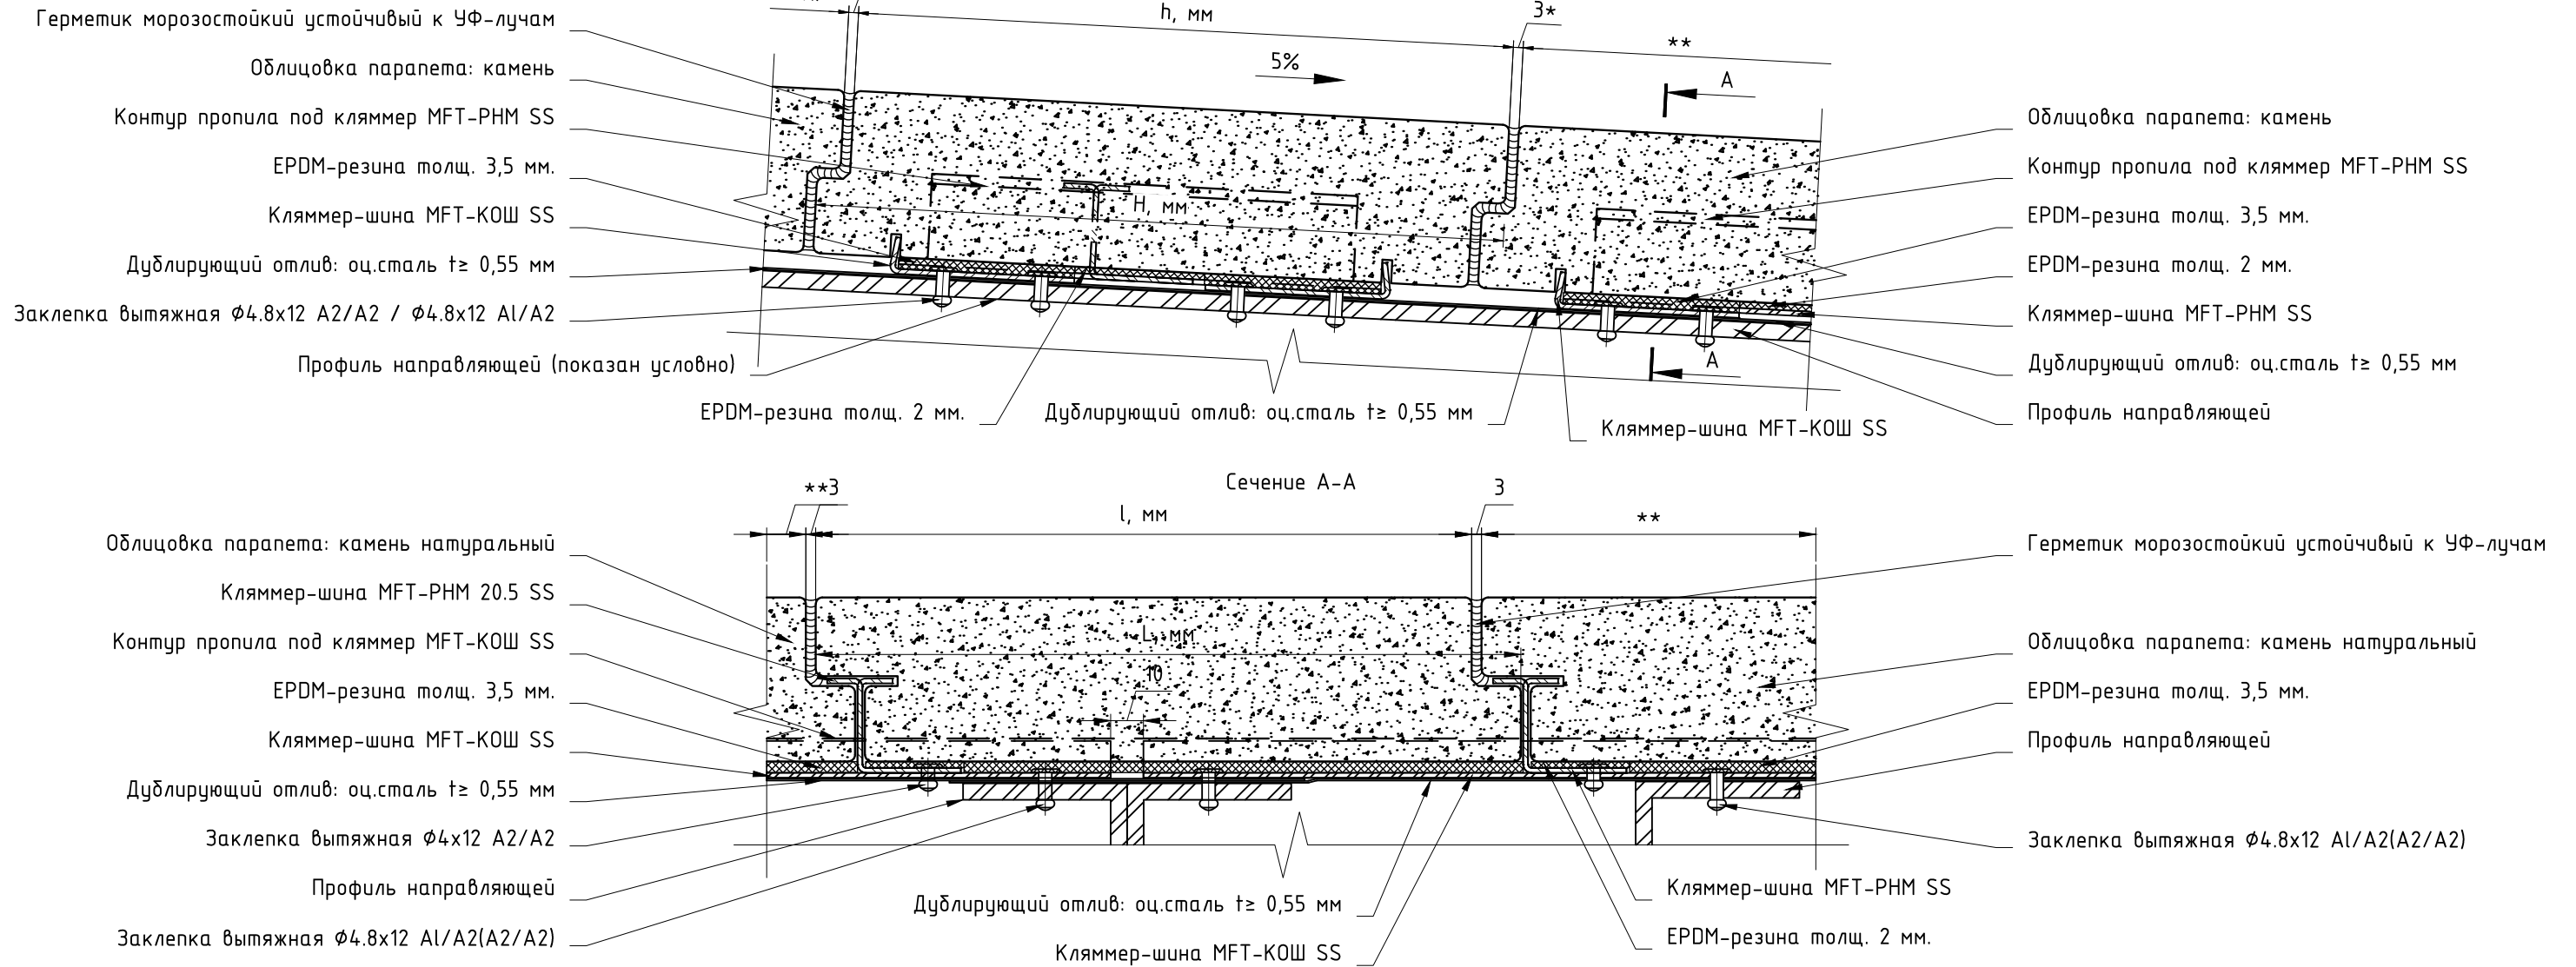 Герметик морозостойкий устойчивый к УФ-лучам
Облицовка парапета: камень
Контур пропила под кляммер MFT-PHM SS
EPDM-резина толщ. 3,5 мм.
Кляммер-шина MFT-КОШ SS
Дублирующий отлив: оц.сталь t≥ 0,55 мм
Заклепка вытяжная Ø4.8x12 A2/A2 / Ø4.8x12 Al/A2
Профиль направляющей (показан условно)
EPDM-резина толщ. 2 мм.
Дублирующий отлив: оц.сталь t≥ 0,55 мм
Кляммер-шина MFT-КОШ SS
h, мм
3*
**
5%
A
H, мм
A
Облицовка парапета: камень
Контур пропила под кляммер MFT-PHM SS
EPDM-резина толщ. 3,5 мм.
EPDM-резина толщ. 2 мм.
Кляммер-шина MFT-PHM SS
Дублирующий отлив: оц.сталь t≥ 0,55 мм
Профиль направляющей
Сечение А-А
**3
l, мм
3
**
L, мм
10
Облицовка парапета: камень натуральный
Кляммер-шина MFT-PHM 20.5 SS
Контур пропила под кляммер MFT-КОШ SS
EPDM-резина толщ. 3,5 мм.
Кляммер-шина MFT-КОШ SS
Дублирующий отлив: оц.сталь t≥ 0,55 мм
Заклепка вытяжная Ø4x12 A2/A2
Профиль направляющей
Заклепка вытяжная Ø4.8x12 Al/A2(A2/A2)
Дублирующий отлив: оц.сталь t≥ 0,55 мм
Кляммер-шина MFT-КОШ SS
Герметик морозостойкий устойчивый к УФ-лучам
Облицовка парапета: камень натуральный
EPDM-резина толщ. 3,5 мм.
Профиль направляющей
Заклепка вытяжная Ø4.8x12 Al/A2(A2/A2)
Кляммер-шина MFT-PHM SS
EPDM-резина толщ. 2 мм.